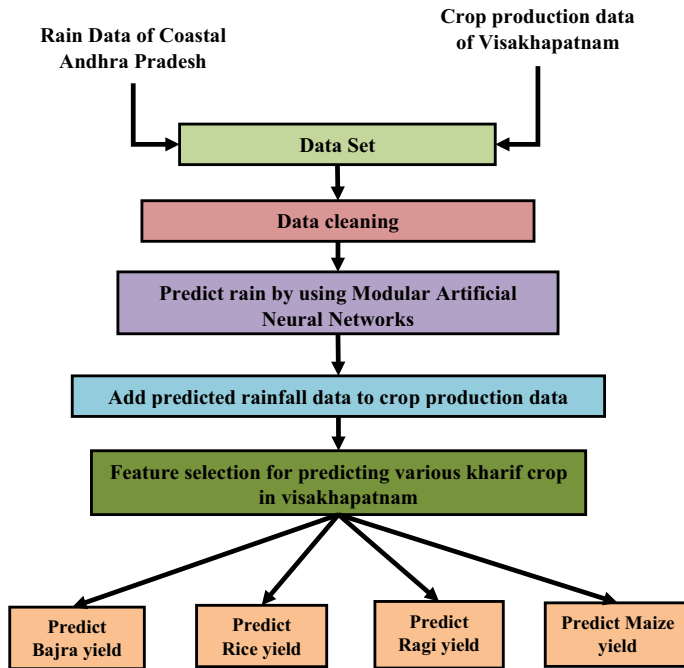 Rain Data of Coastal
Andhra Pradesh
Crop production data
of Visakhapatnam
Data Set
Data cleaning
Predict rain by using Modular Artificial
Neural Networks
Add predicted rainfall data to crop production data
Feature selection for predicting various kharif crop
in visakhapatnam
Predict
Bajra yield
Predict
Rice yield
Predict
Ragi yield
Predict Maize
yield